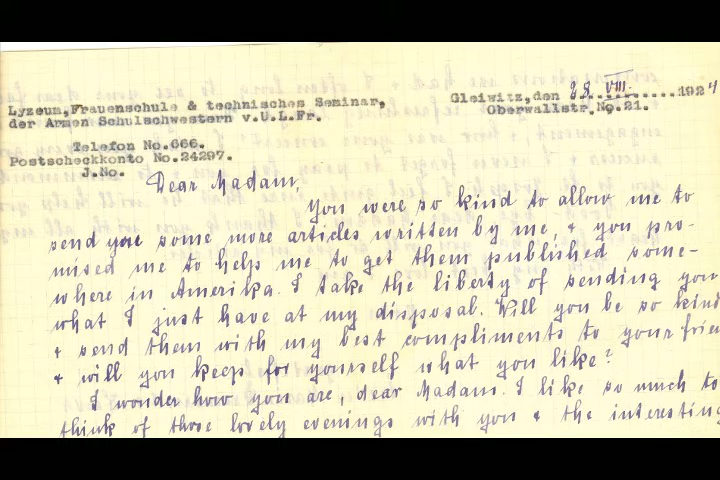 Lyzeum,Frauenschule & technisches Seminar,
der Armen Schulschwestern v.U.L.Fr.
Telefon No.666.
Postscheckkonto No.24297.
J.No.
Gleiwitz,den 28. VIII. 1924
Oberwallstr.No.21.
Dear Madam,
You were so kind to allow me to
send you some more articles written by me, & you pro-
mised me to help me to get them published some-
where in Amerika. I take the liberty of sending you
what I just have at my disposal. Will you be so kind
& send them with my best compliments to your frien
& will you keep for yourself what you like?
I wonder how you are, dear Madam. I like so much to
think of those lovely evenings with you & the interesting